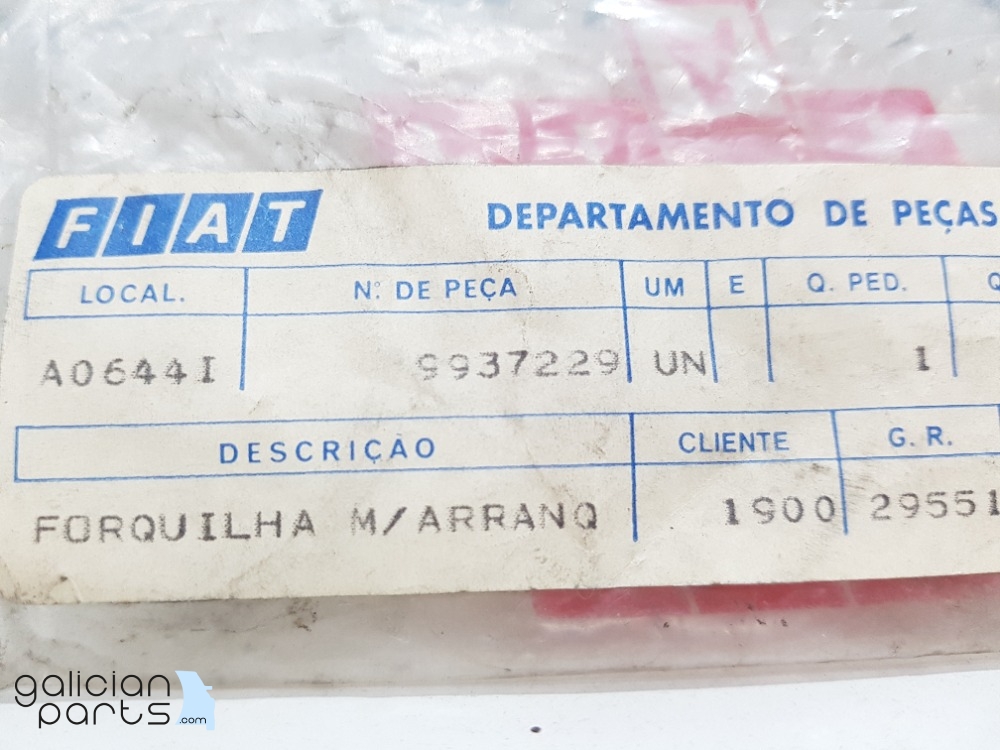 FIAT DEPARTAMENTO DE PEÇAS
LOCAL. N.º DE PEÇA UM E Q. PED. Q
A0644I 9937229 UN 1
DESCRIÇÃO CLIENTE G. R.
FORQUILHA M/ARRANQ 1900 29551
galician
parts.com